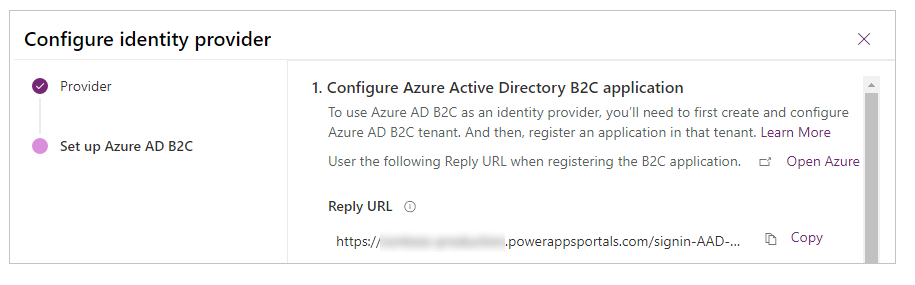 Configure identity provider
Provider
Set up Azure AD B2C
1. Configure Azure Active Directory B2C application
To use Azure AD B2C as an identity provider, you'll need to first create and configure
Azure AD B2C tenant. And then, register an application in that tenant. Learn More
User the following Reply URL when registering the B2C application. Open Azure
Reply URL
https:// .powerappsportals.com/signin-AAD-... Copy